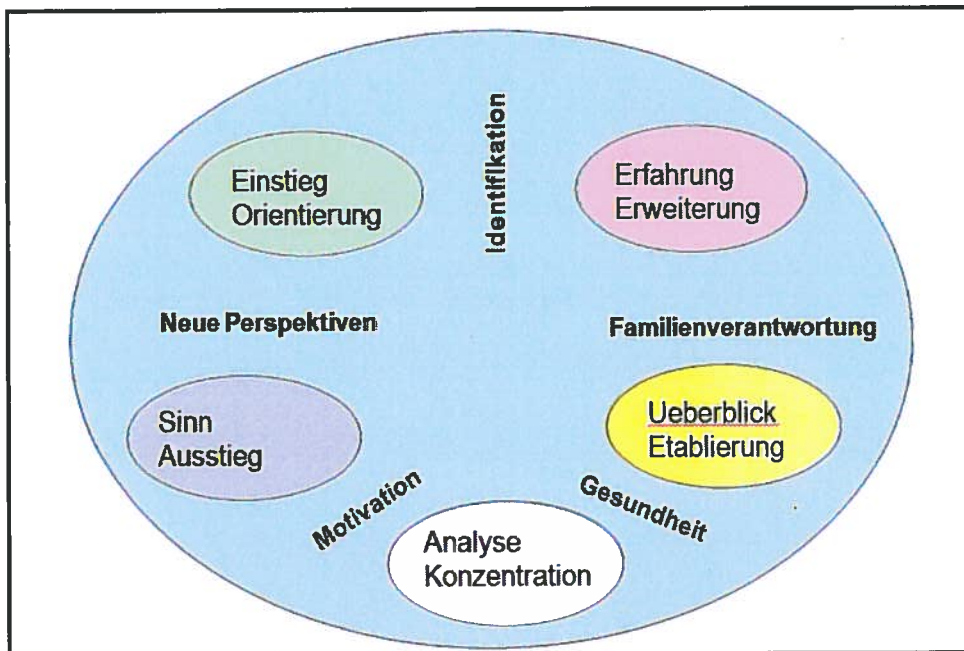 Identifikation
Einstieg
Orientierung
Erfahrung
Erweiterung
Neue Perspektiven
Familienverantwortung
Sinn
Ausstieg
Ueberblick
Etablierung
Motivation
Gesundheit
Analyse
Konzentration